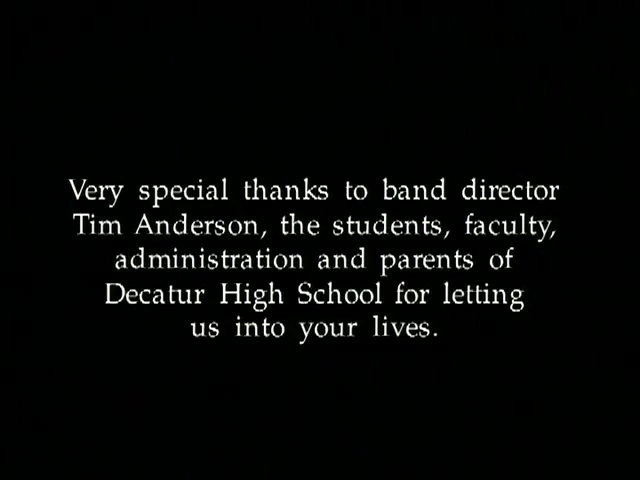 Very special thanks to band director
Tim Anderson, the students, faculty,
administration and parents of
Decatur High School for letting
us into your lives.